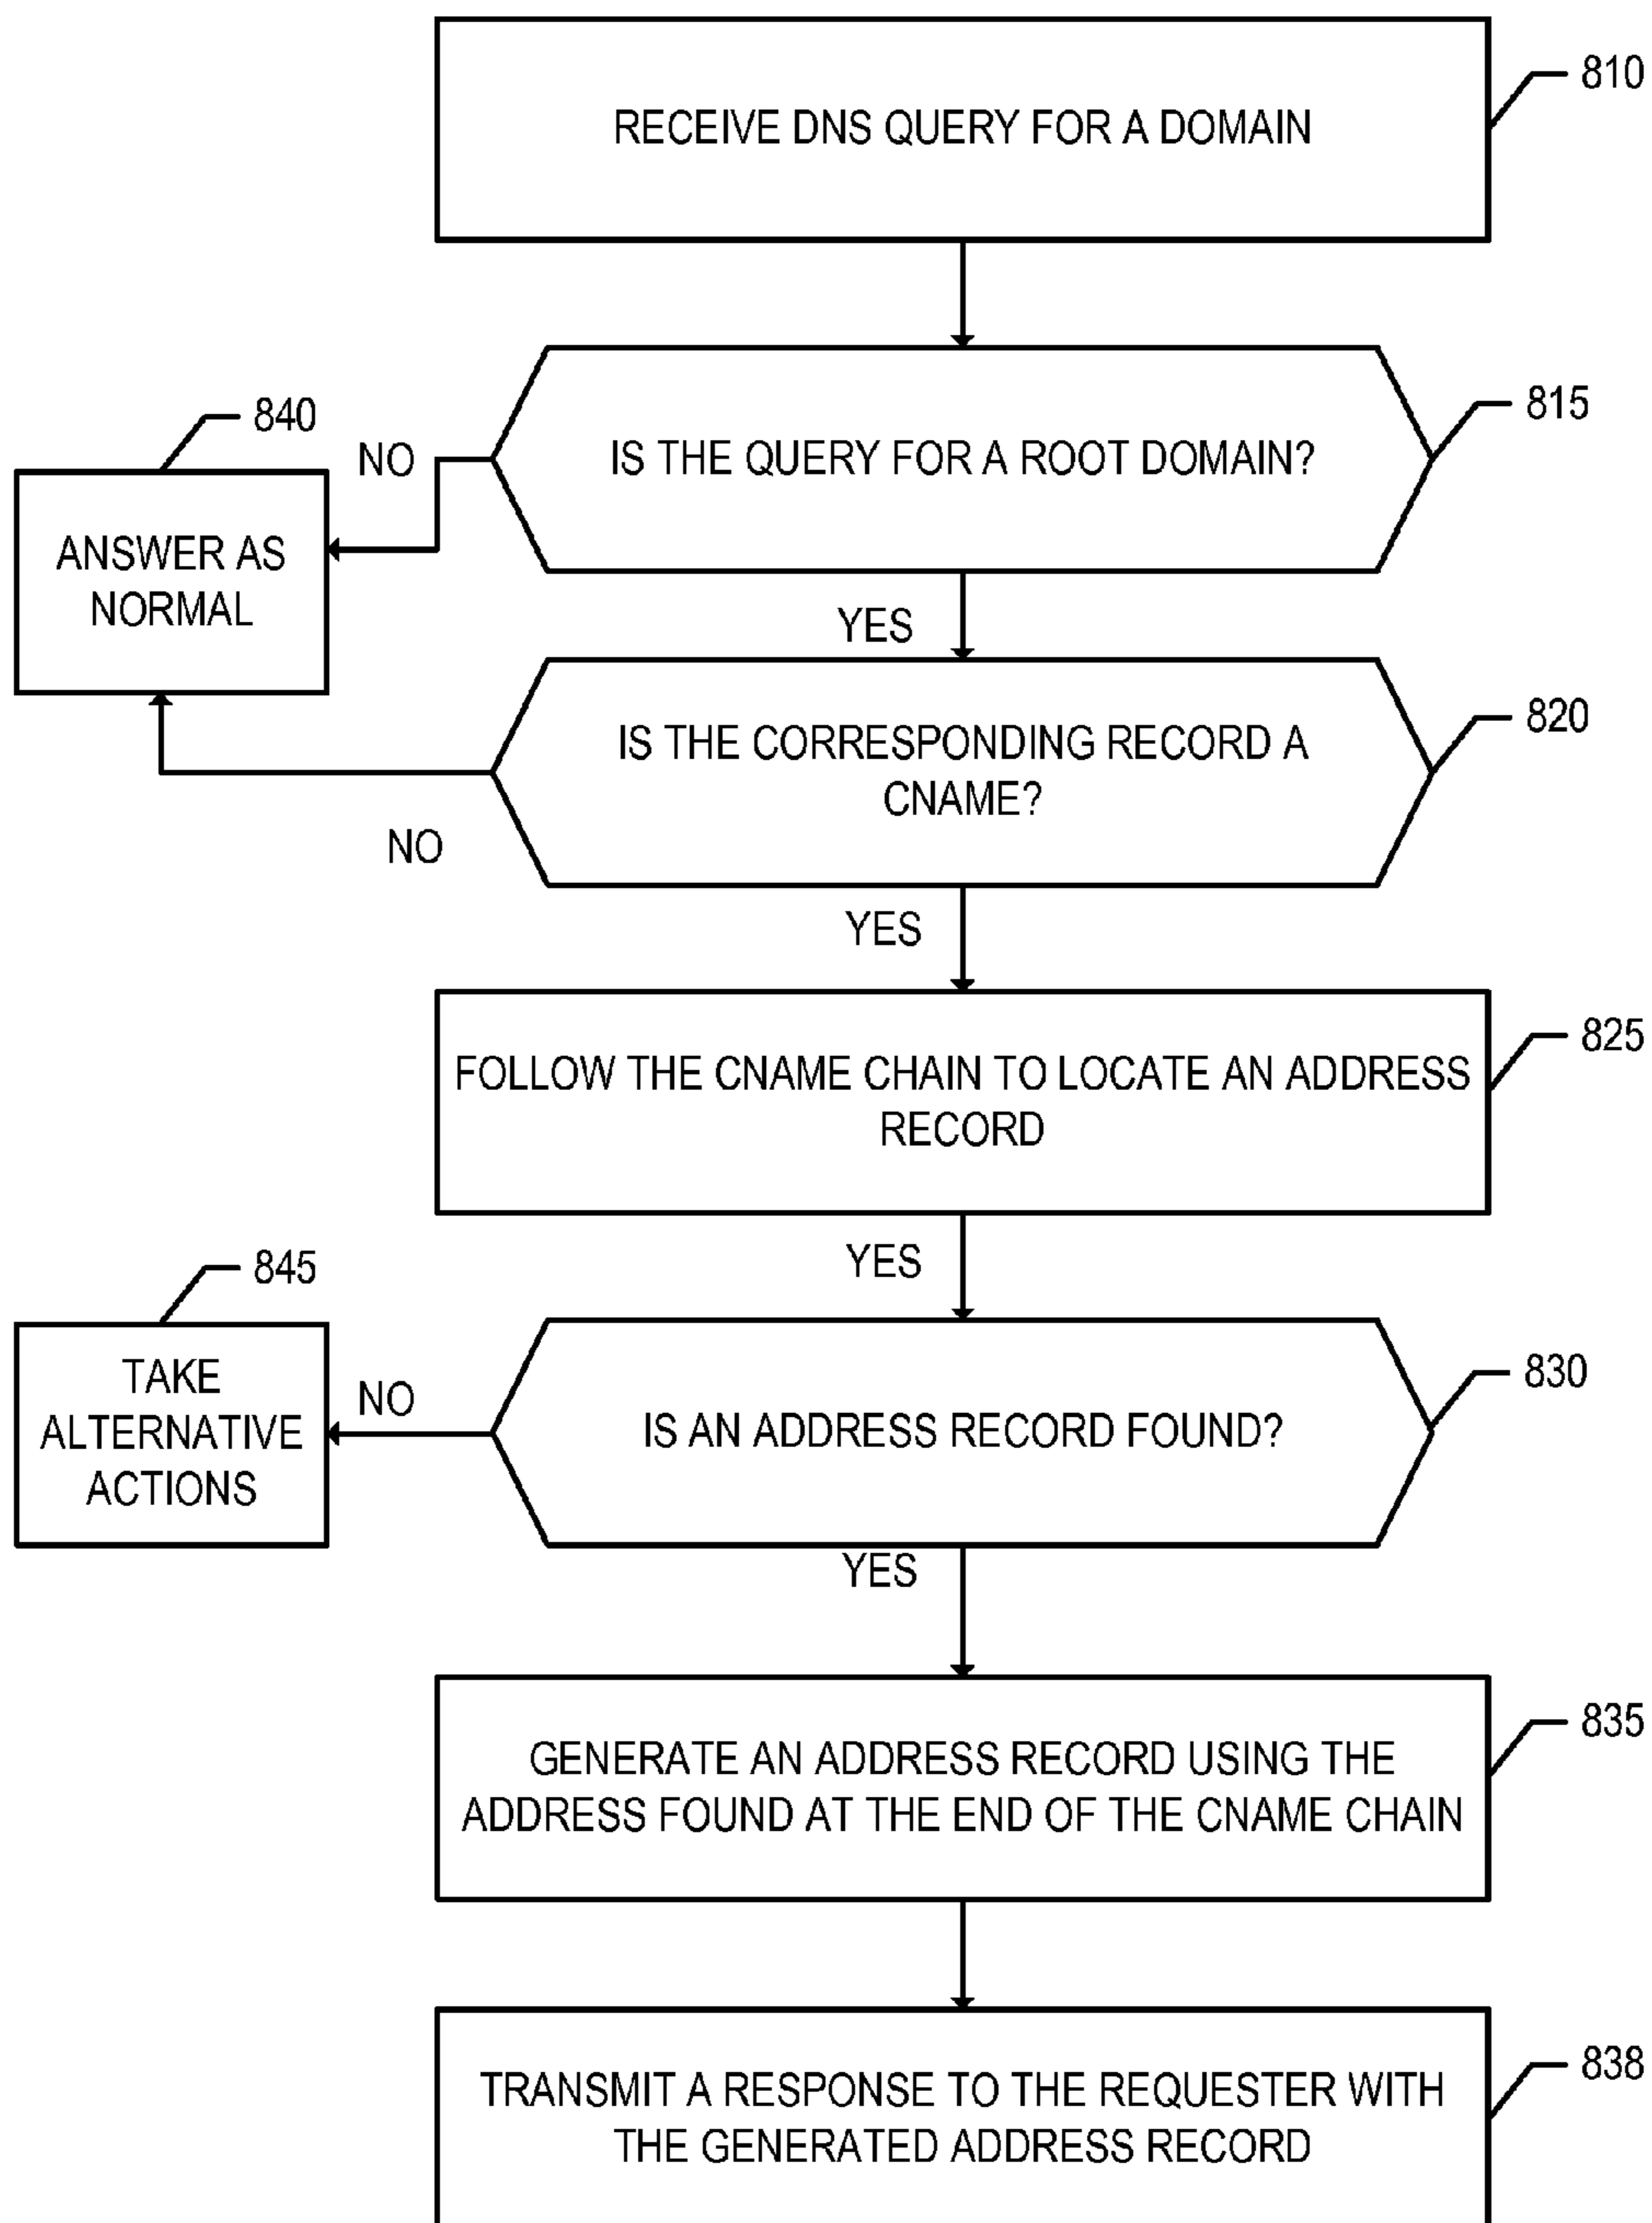 RECEIVE DNS QUERY FOR A DOMAIN
810
IS THE QUERY FOR A ROOT DOMAIN?
815
NO
840
ANSWER AS
NORMAL
YES
IS THE CORRESPONDING RECORD A
CNAME?
820
NO
YES
FOLLOW THE CNAME CHAIN TO LOCATE AN ADDRESS
RECORD
825
YES
IS AN ADDRESS RECORD FOUND?
830
NO
845
TAKE
ALTERNATIVE
ACTIONS
YES
GENERATE AN ADDRESS RECORD USING THE
ADDRESS FOUND AT THE END OF THE CNAME CHAIN
835
TRANSMIT A RESPONSE TO THE REQUESTER WITH
THE GENERATED ADDRESS RECORD
838